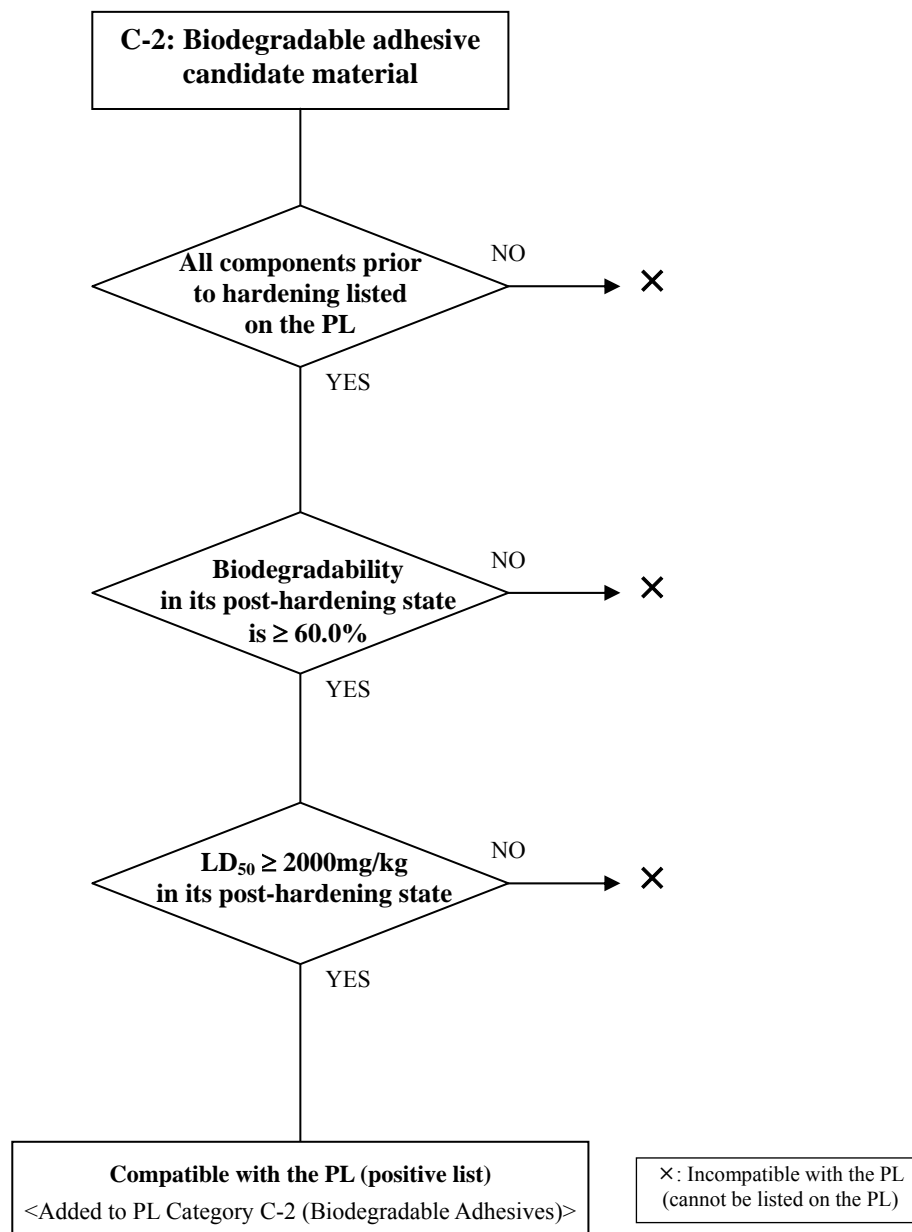 C-2: Biodegradable adhesive
candidate material
All components prior
to hardening listed
on the PL
NO
×
YES
Biodegradability
in its post-hardening state
is ≥ 60.0%
NO
×
YES
LD₅₀ ≥ 2000mg/kg
in its post-hardening state
NO
×
YES
Compatible with the PL (positive list)
<Added to PL Category C-2 (Biodegradable Adhesives)>
×: Incompatible with the PL
(cannot be listed on the PL)